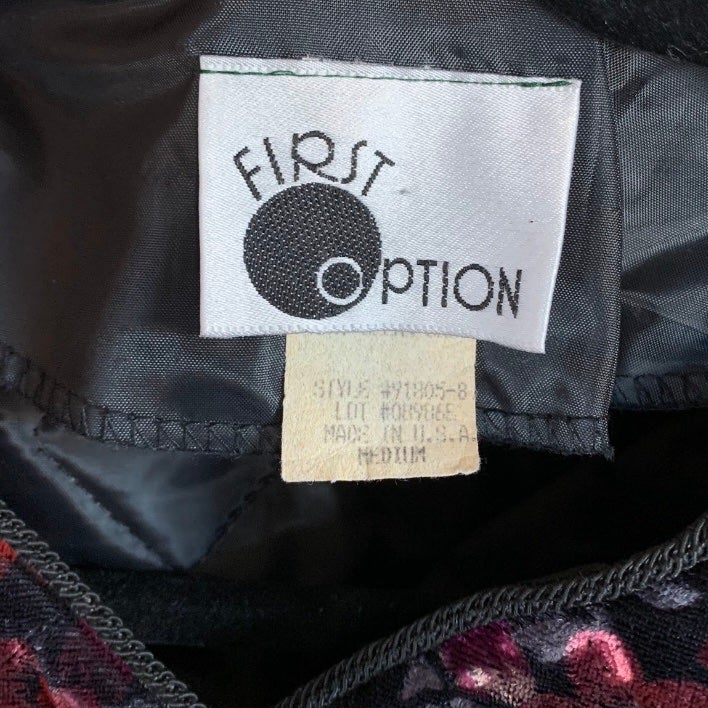 FIRST
OPTION
STYLE #91805-8
LOT #
MADE IN U.S.A.
MEDIUM